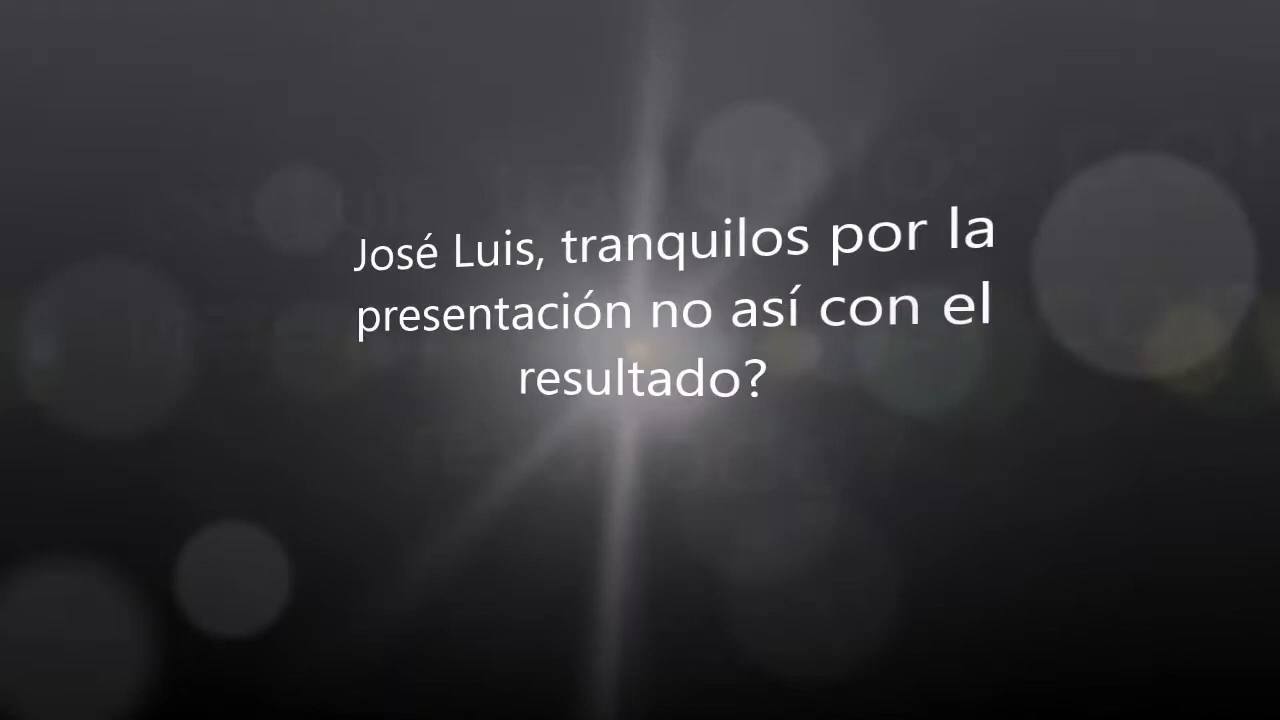 José Luis, tranquilos por la
presentación no así con el
resultado?